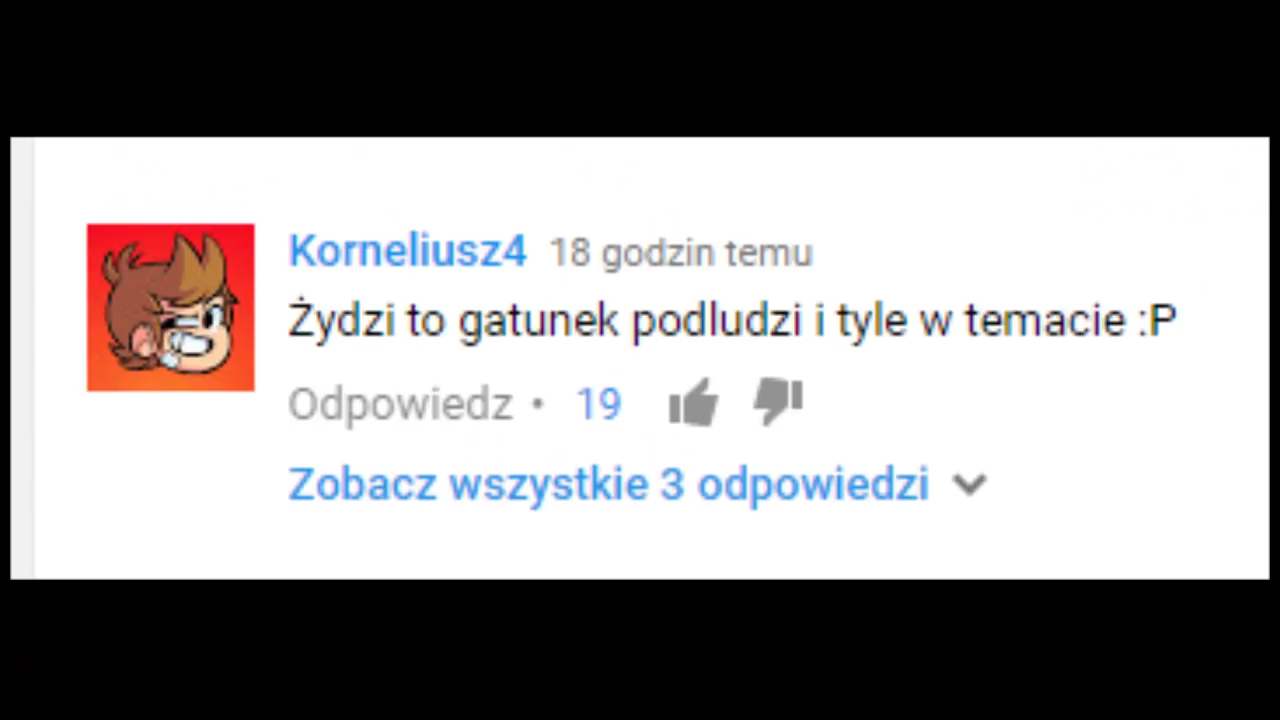 Korneliusz4 18 godzin temu
Żydzi to gatunek podludzi i tyle w temacie :P
Odpowiedz • 19
Zobacz wszystkie 3 odpowiedzi